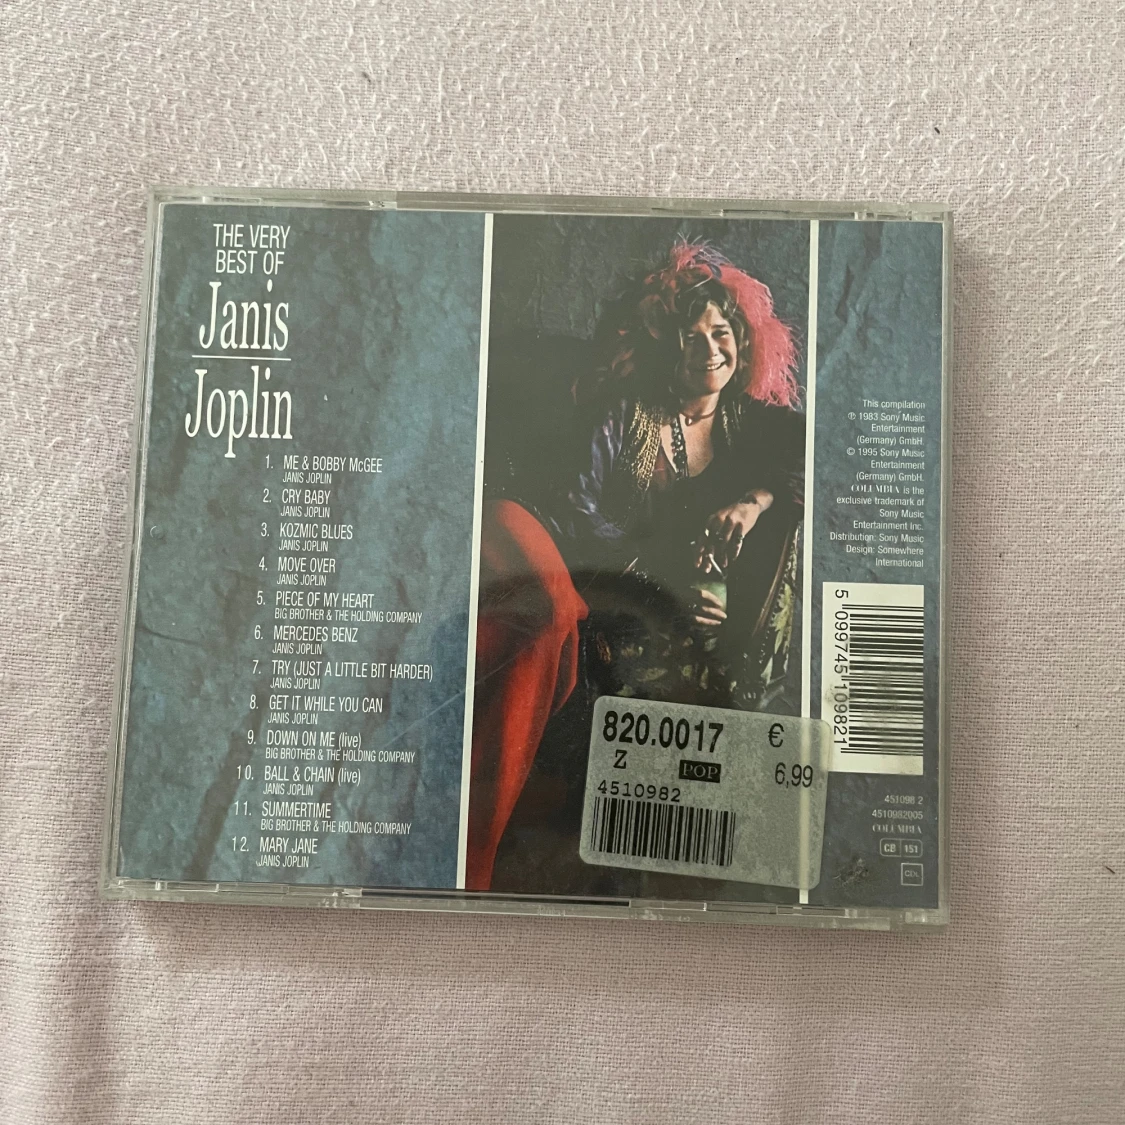 THE VERY
BEST OF
Janis
Joplin
1. ME & BOBBY McGEE
JANIS JOPLIN
2. CRY BABY
JANIS JOPLIN
3. KOZMIC BLUES
JANIS JOPLIN
4. MOVE OVER
JANIS JOPLIN
5. PIECE OF MY HEART
BIG BROTHER & THE HOLDING COMPANY
6. MERCEDES BENZ
JANIS JOPLIN
7. TRY (JUST A LITTLE BIT HARDER)
JANIS JOPLIN
8. GET IT WHILE YOU CAN
JANIS JOPLIN
9. DOWN ON ME (live)
BIG BROTHER & THE HOLDING COMPANY
10. BALL & CHAIN (live)
JANIS JOPLIN
11. SUMMERTIME
BIG BROTHER & THE HOLDING COMPANY
12. MARY JANE
JANIS JOPLIN
This compilation
℗ 1983 Sony Music
Entertainment
(Germany) GmbH.
© 1995 Sony Music
Entertainment
(Germany) GmbH.
COLUMBIA is the
exclusive trademark of
Sony Music
Entertainment Inc.
Distribution: Sony Music
Design: Somewhere
International
5 099745 109821
820.0017 €
Z POP 6,99
4510982
451098 2
4510982005
COLUMBIA
CB 151